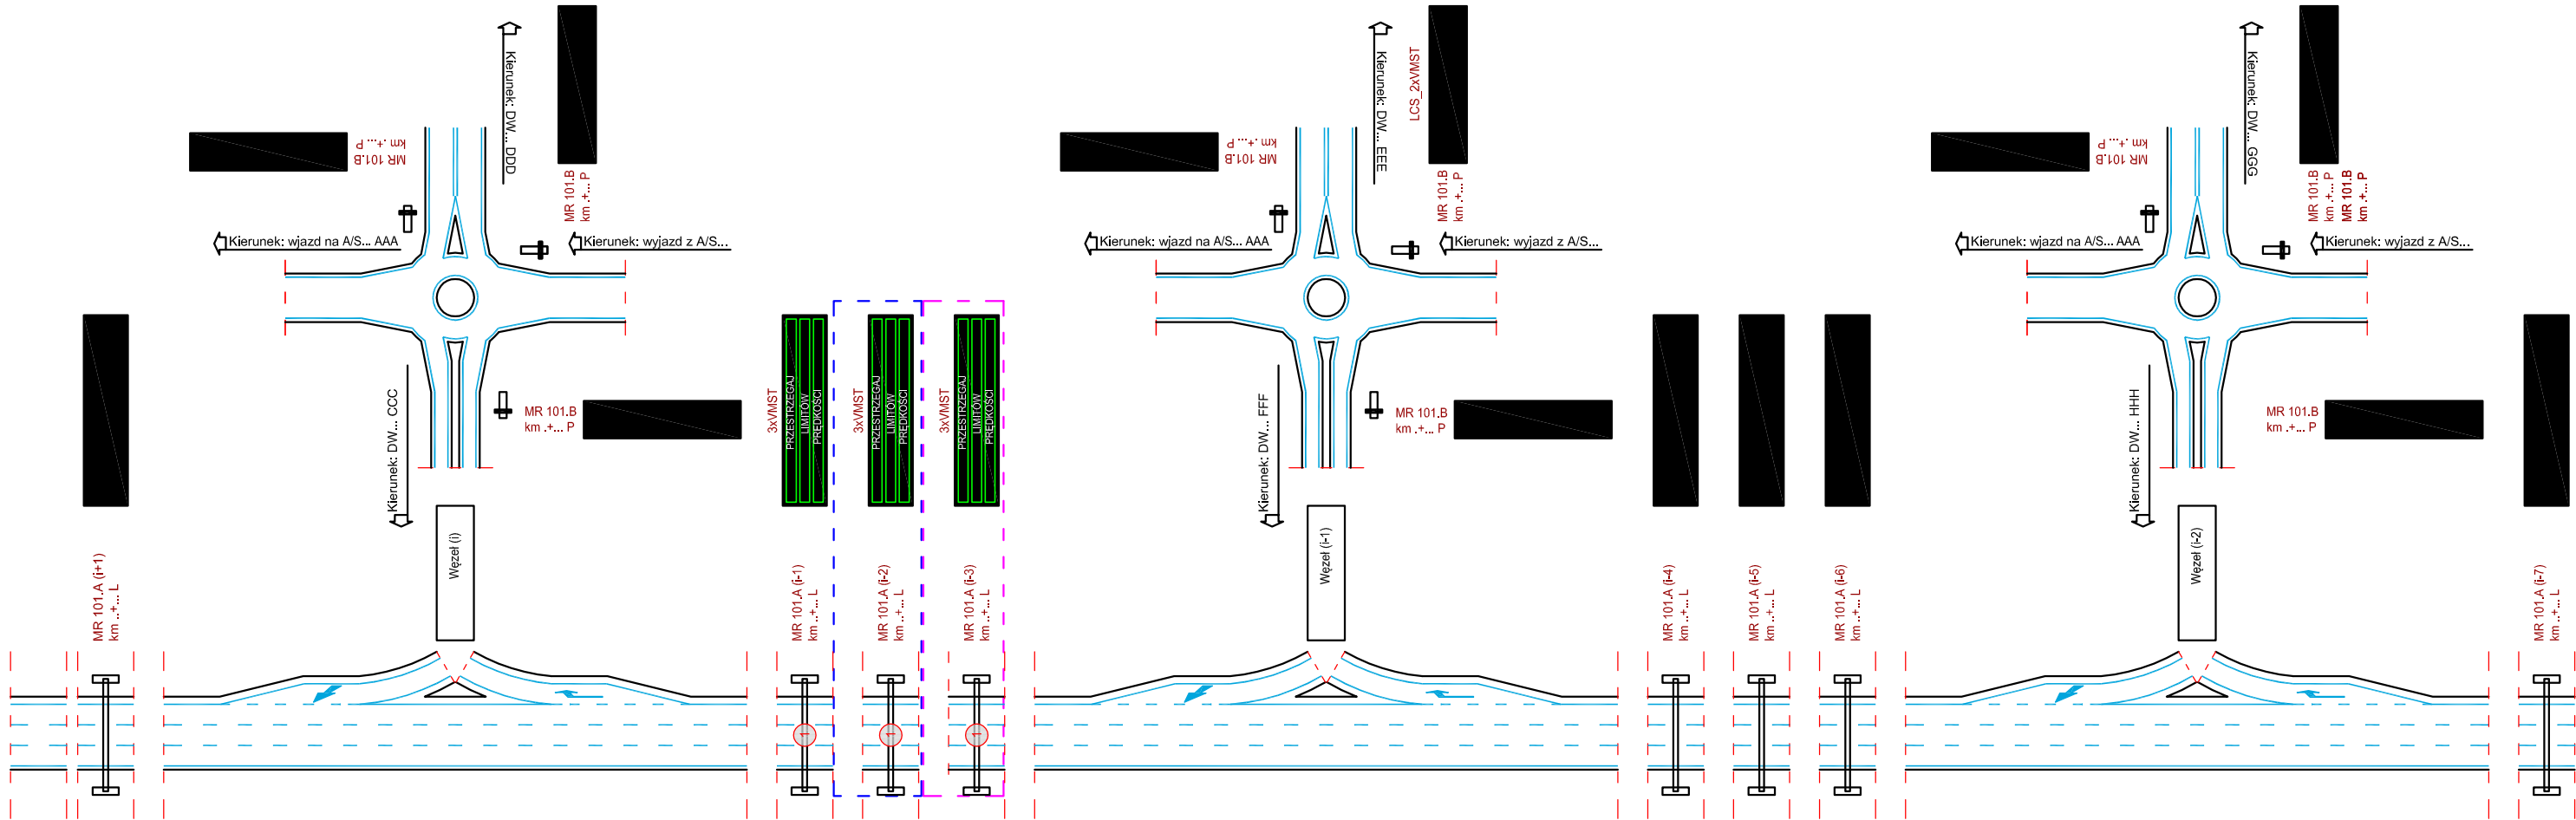 Kierunek: DW... DDD
MR 101.B
km .+... P
MR 101.B
km .+... P
Kierunek: wjazd na A/S... AAA
Kierunek: wyjazd z A/S...
Kierunek: DW... CCC
MR 101.B
km .+... P
Węzeł (i)
MR 101.A (i+1)
km ..+... L
3xVMST
PRZESTRZEGAJ
LIMITÓW
PRĘDKOŚCI
MR 101.A (i-1)
km ..+... L
1
3xVMST
PRZESTRZEGAJ
LIMITÓW
PRĘDKOŚCI
MR 101.A (i-2)
km ..+... L
1
3xVMST
PRZESTRZEGAJ
LIMITÓW
PRĘDKOŚCI
MR 101.A (i-3)
km ..+... L
1
Kierunek: DW... EEE
LCS_2xVMST
MR 101.B
km .+... P
MR 101.B
km .+... P
Kierunek: wjazd na A/S... AAA
Kierunek: wyjazd z A/S...
Kierunek: DW... FFF
MR 101.B
km .+... P
Węzeł (i-1)
MR 101.A (i-4)
km ..+... L
MR 101.A (i-5)
km ..+... L
MR 101.A (i-6)
km ..+... L
Kierunek: DW... GGG
MR 101.B
km .+... P
MR 101.B
km .+... P
MR 101.B
km .+... P
Kierunek: wjazd na A/S... AAA
Kierunek: wyjazd z A/S...
Kierunek: DW... HHH
MR 101.B
km .+... P
Węzeł (i-2)
MR 101.A (i-7)
km ..+... L